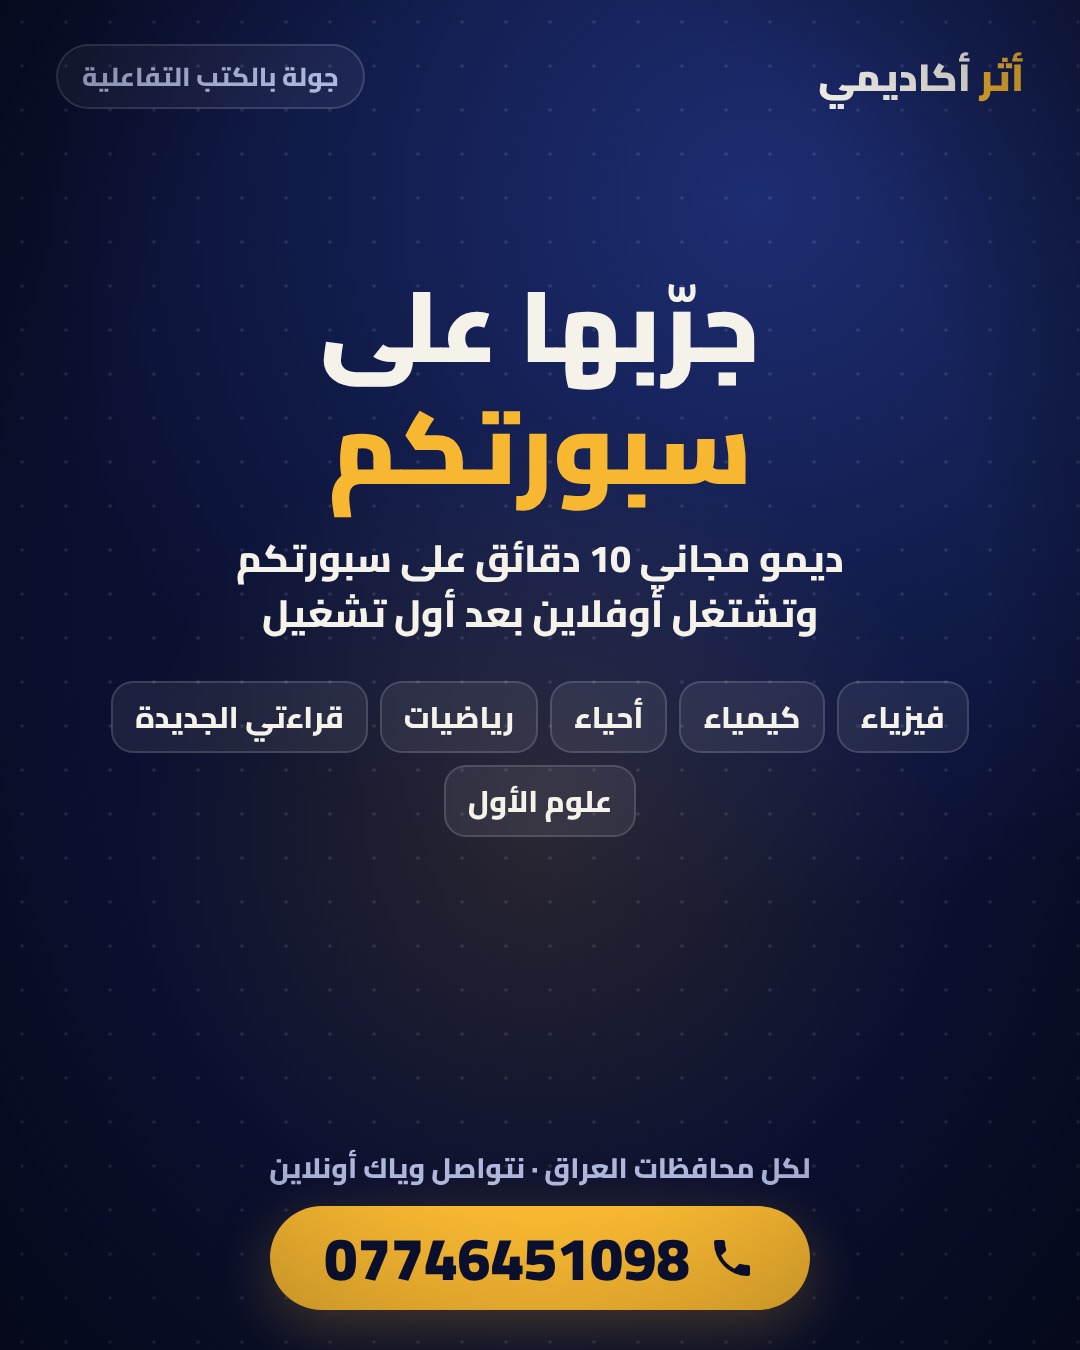 أثر أكاديمي
جولة بالكتب التفاعلية
جرّبها على
سبورتكم
ديمو مجاني 10 دقائق على سبورتكم
وتشتغل أوفلاين بعد أول تشغيل
فيزياء
كيمياء
أحياء
رياضيات
قراءتي الجديدة
علوم الأول
لكل محافظات العراق · نتواصل وياك أونلاين
07746451098